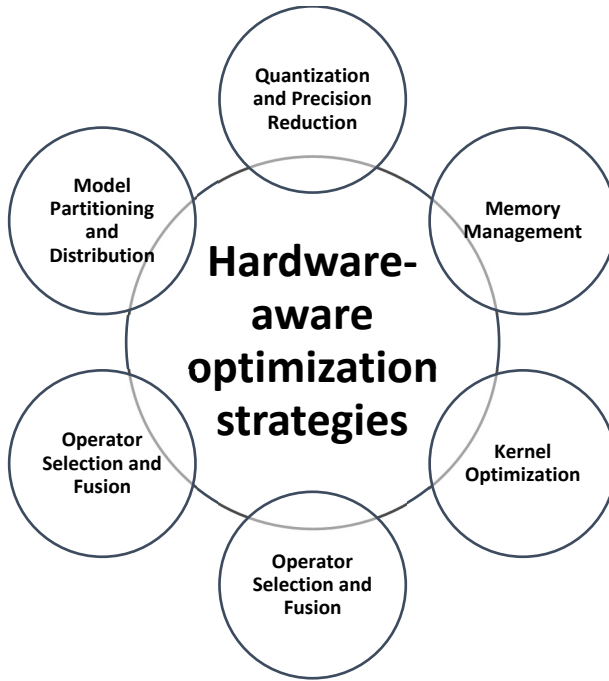 Quantization
and Precision
Reduction
Model
Partitioning
and
Distribution
Memory
Management
Hardware-
aware
optimization
strategies
Operator
Selection and
Fusion
Kernel
Optimization
Operator
Selection and
Fusion